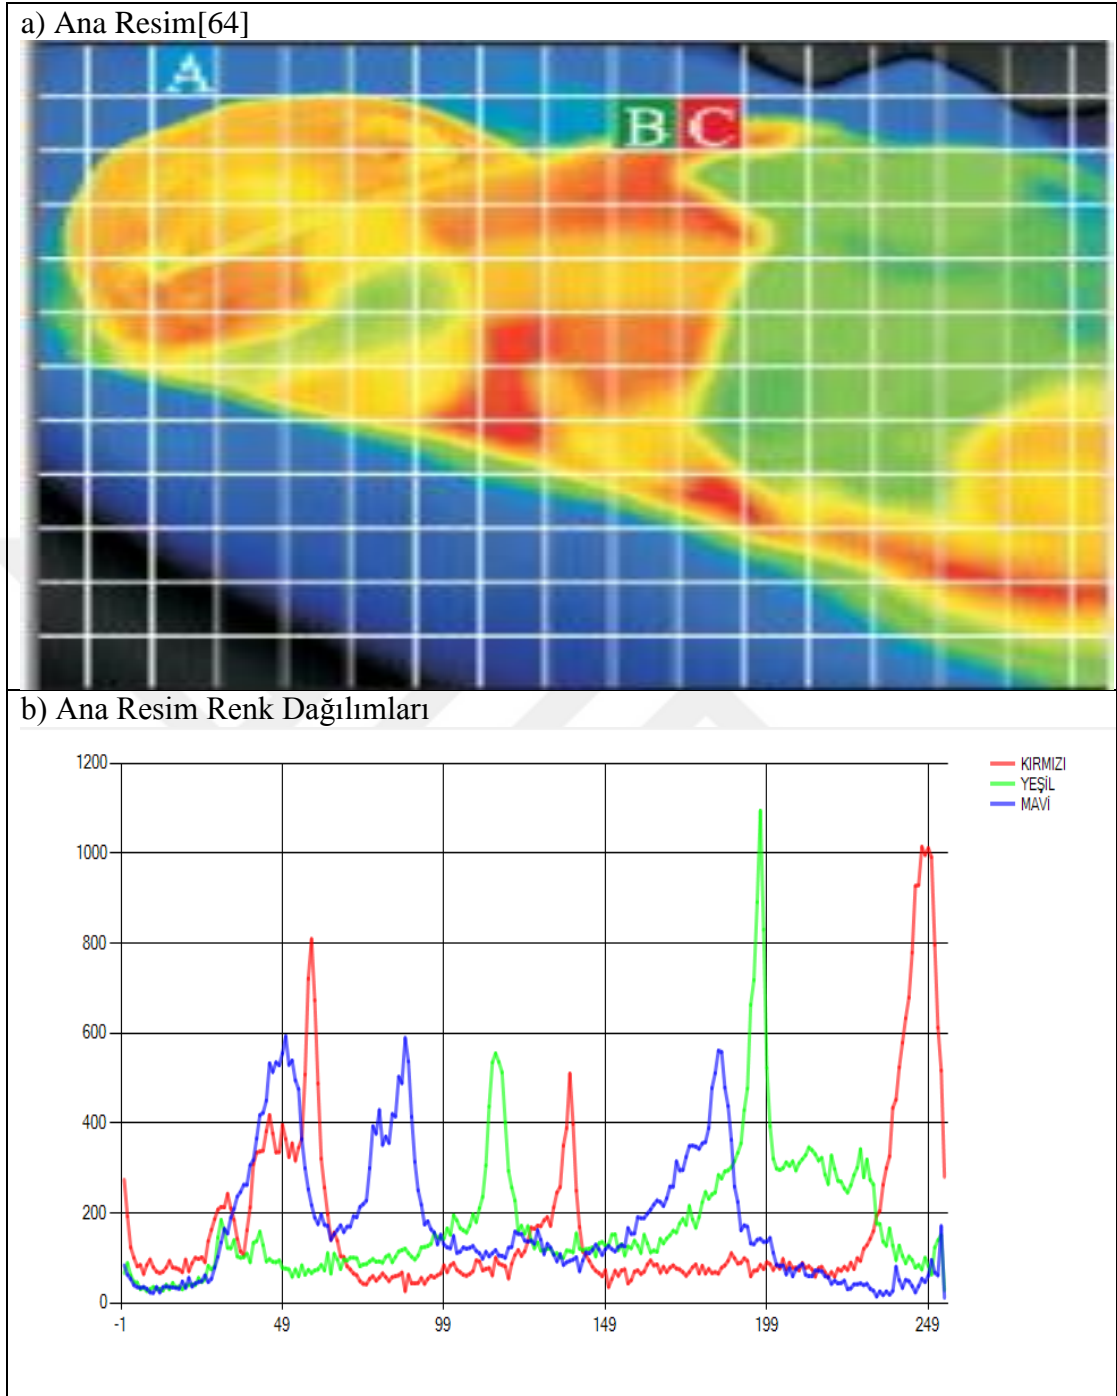 a) Ana Resim[64]
A
B C
b) Ana Resim Renk Dağılımları
1200
1000
800
600
400
200
0
-1 49 99 149 199 249
KIRMIZI
YEŞİL
MAVİ